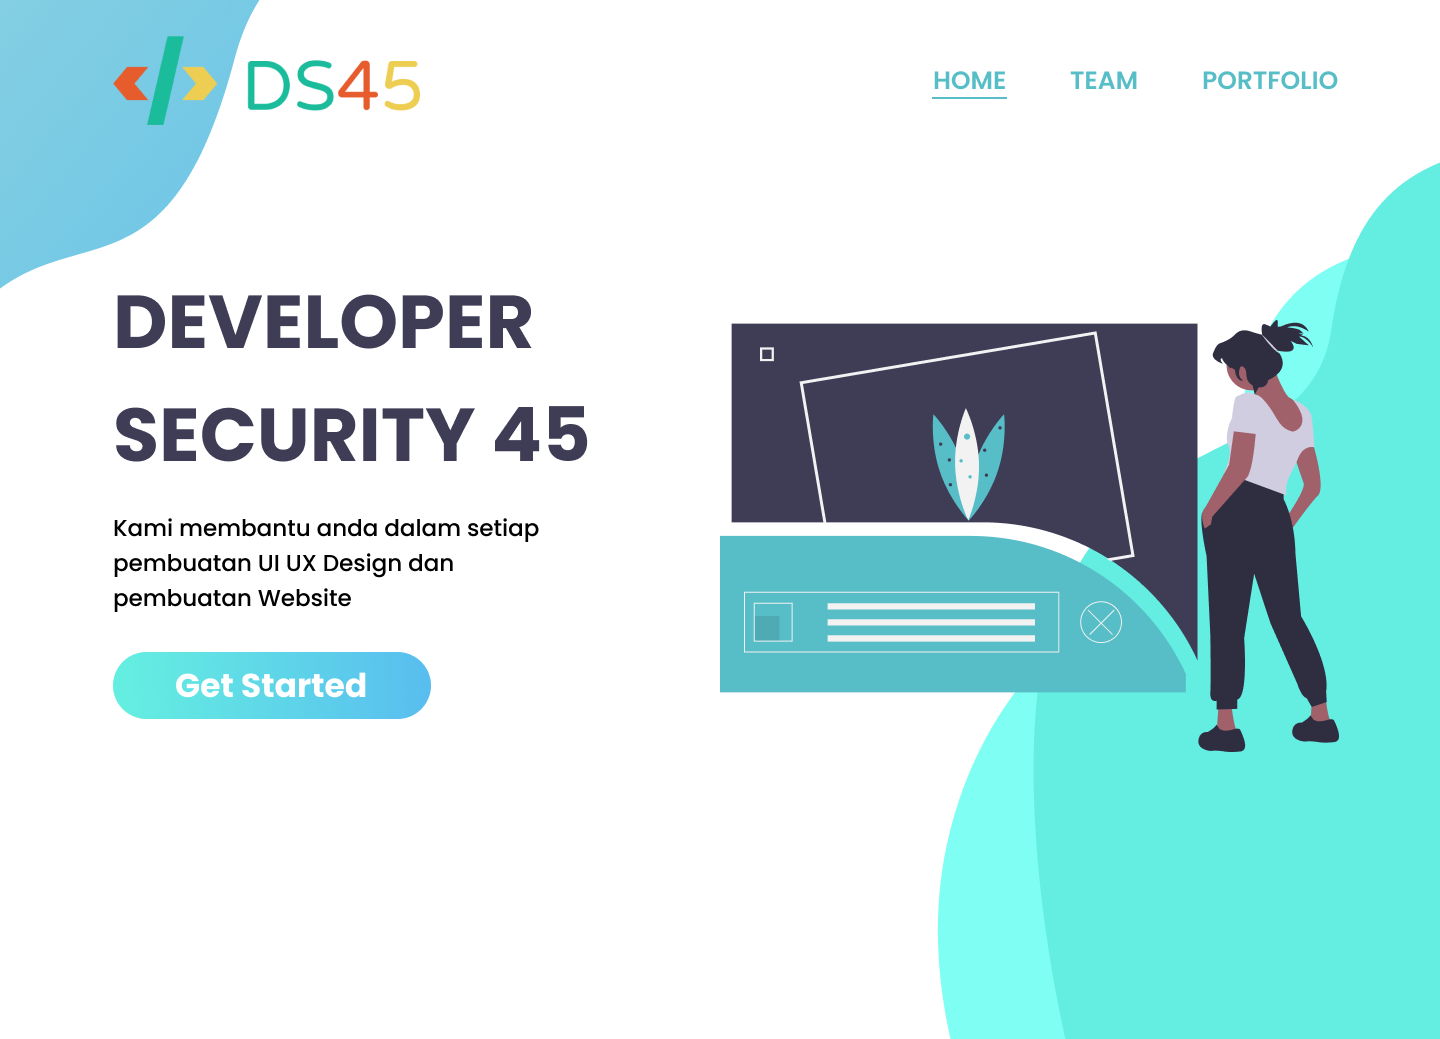 </> DS45
HOME TEAM PORTFOLIO
DEVELOPER
SECURITY 45
Kami membantu anda dalam setiap
pembuatan UI UX Design dan
pembuatan Website
Get Started